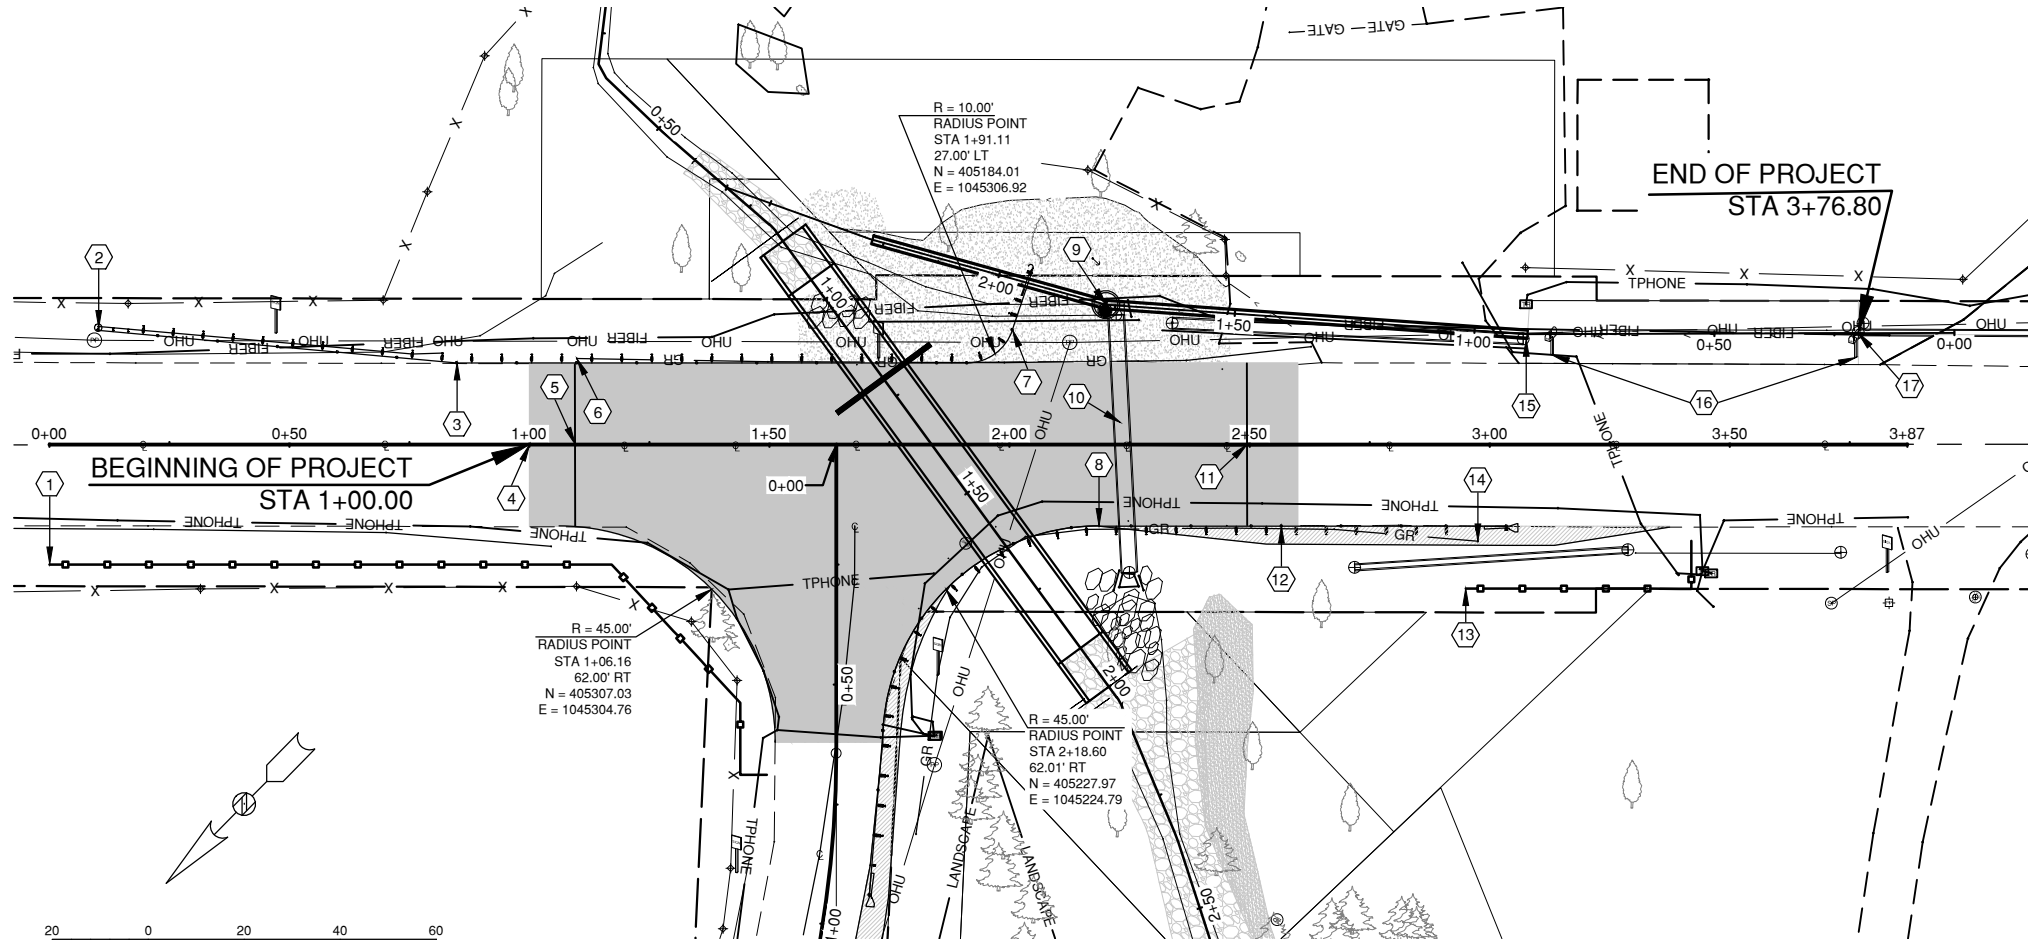 GATE
GATE
0+50
R = 10.00'
RADIUS POINT
STA 1+91.11
27.00' LT
N = 405184.01
E = 1045306.92
END OF PROJECT
STA 3+76.80
2
9
X
X
X
X
X
X
X
X
X
X
X
TPHONE
1+00
2+00
FIBER
FIBER
FIBER
1+50
FIBER
1+00
FIBER
0+50
FIBER
0+00
OHU
FIBER
OHU
FIBER
OHU
OHU
FIBER
OHU
OHU
OHU
OHU
OHU
OHU
OHU
OHU
GR
GR
GR
5
6
3
7
10
15
16
17
OHU
TPHONE
0+00
0+50
1+00
1+50
2+00
2+50
3+00
3+50
3+87
BEGINNING OF PROJECT
STA 1+00.00
1
4
0+00
1+50
8
11
14
TPHONE
TPHONE
TPHONE
TPHONE
TPHONE
TPHONE
GR
GR
OHU
12
13
X
X
X
X
X
TPHONE
R = 45.00'
RADIUS POINT
STA 1+06.16
62.00' RT
N = 405307.03
E = 1045304.76
0+50
OHU
2+00
R = 45.00'
RADIUS POINT
STA 2+18.60
62.01' RT
N = 405227.97
E = 1045224.79
GR
X
TPHONE
OHU
LANDSCAPE
LANDSCAPE
2+50
1+00
20 0 20 40 60